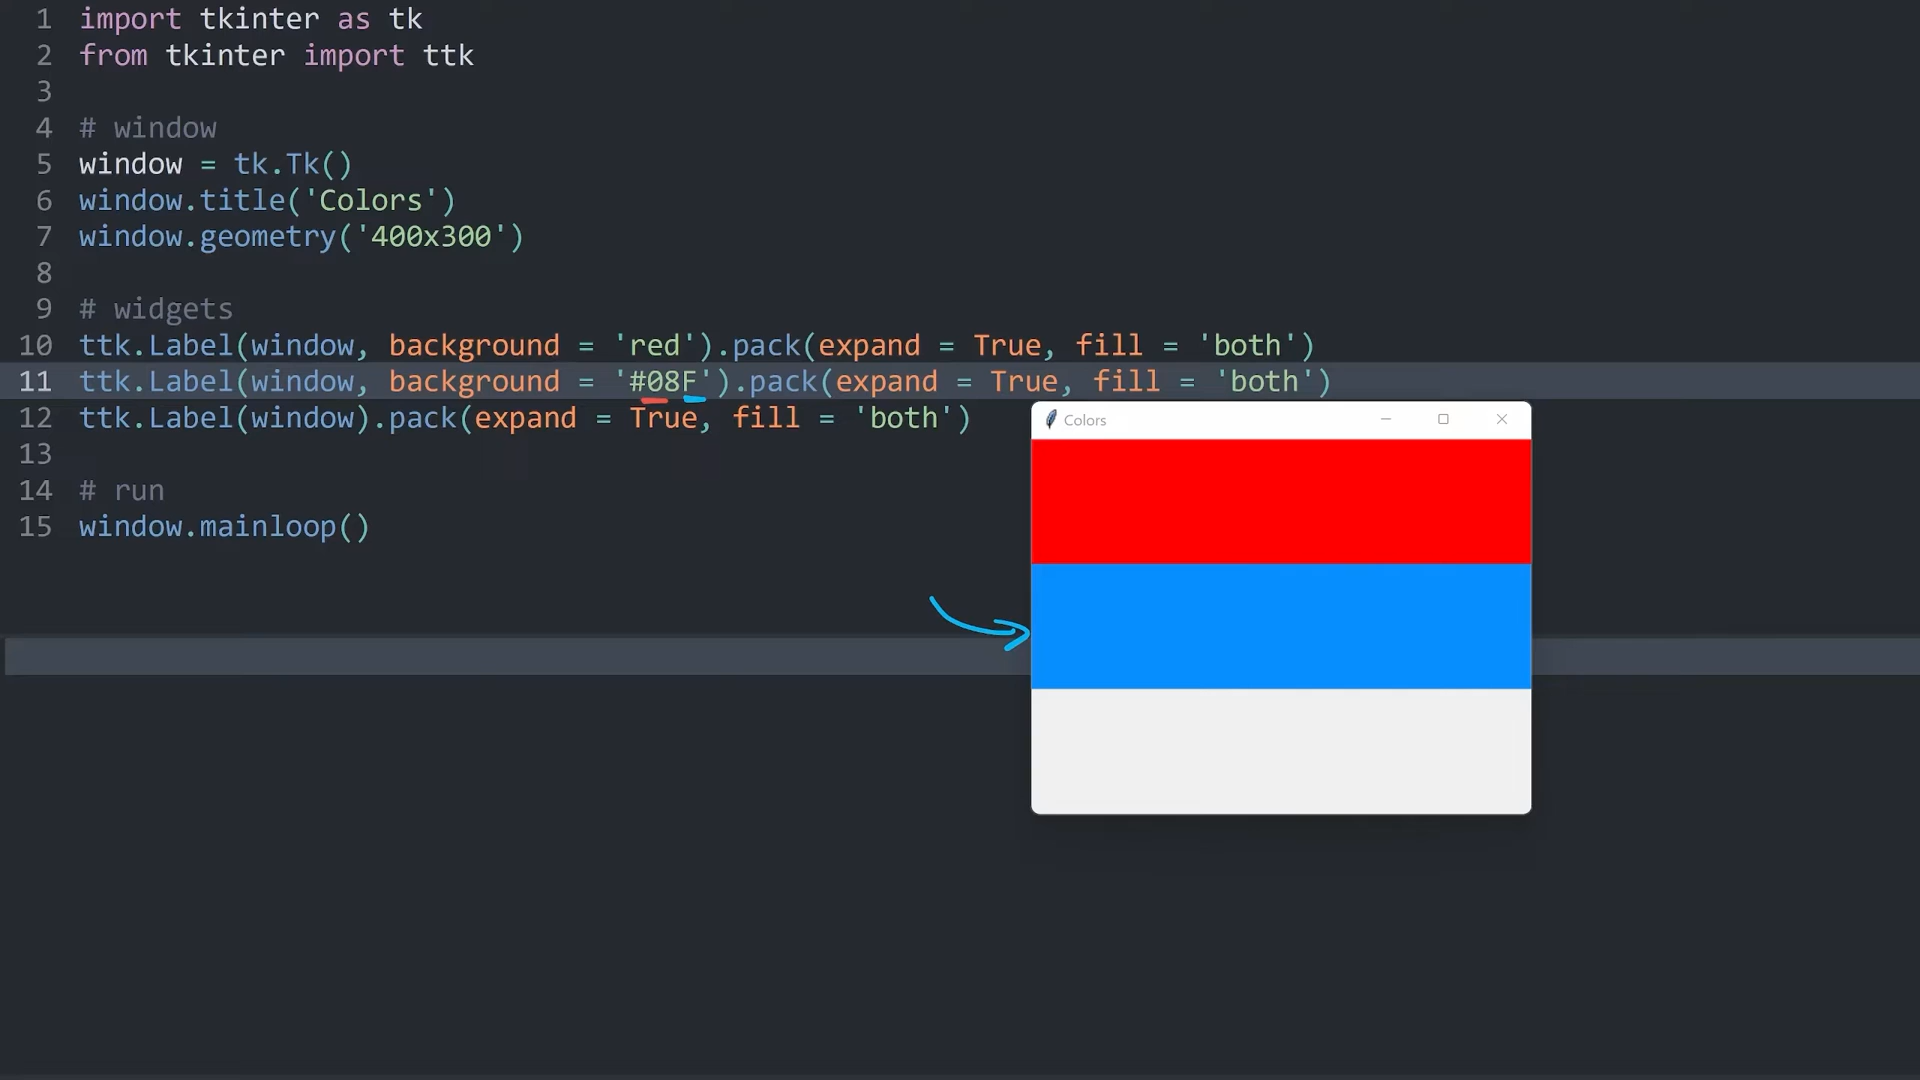 1 import tkinter as tk
2 from tkinter import ttk
3
4 # window
5 window = tk.Tk()
6 window.title('Colors')
7 window.geometry('400x300')
8
9 # widgets
10 ttk.Label(window, background = 'red').pack(expand = True, fill = 'both')
11 ttk.Label(window, background = '#08F').pack(expand = True, fill = 'both')
12 ttk.Label(window).pack(expand = True, fill = 'both')
13
14 # run
15 window.mainloop()
Colors